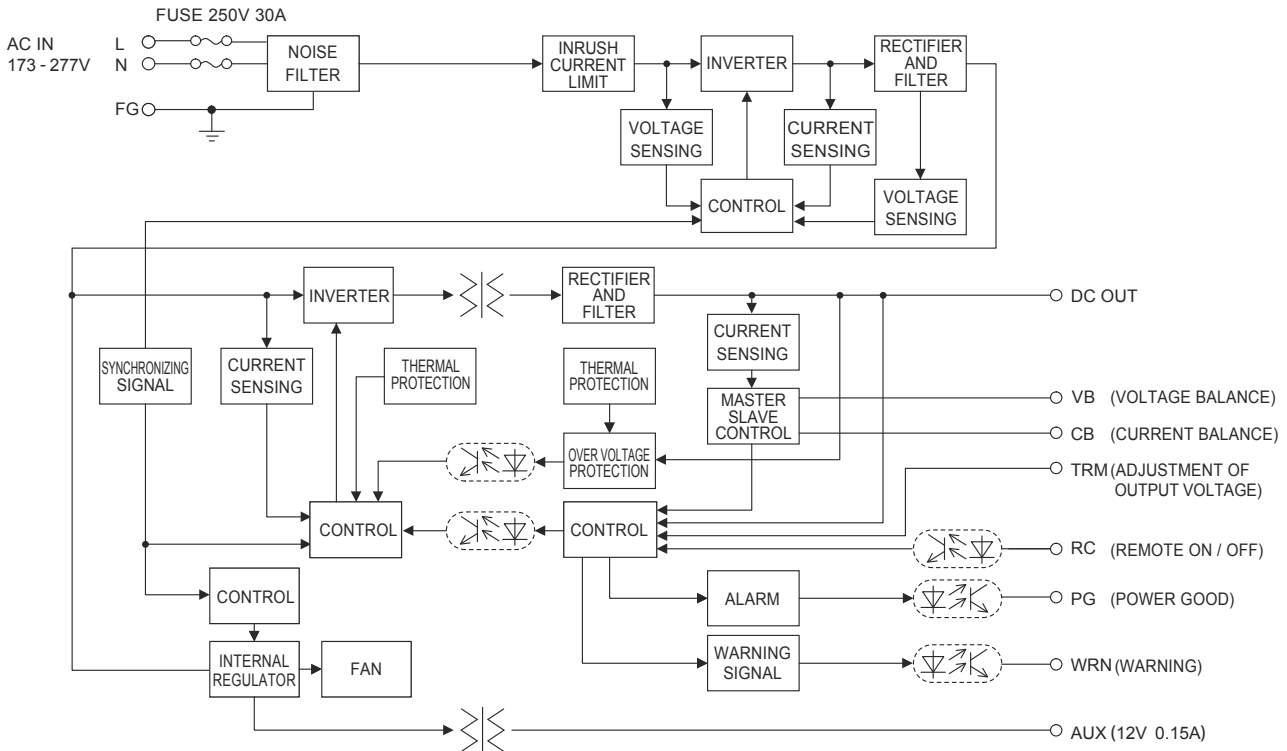 FUSE 250V 30A
AC IN
173 - 277V
L
N
FG
NOISE
FILTER
INRUSH
CURRENT
LIMIT
INVERTER
RECTIFIER
AND
FILTER
VOLTAGE
SENSING
CURRENT
SENSING
CONTROL
VOLTAGE
SENSING
INVERTER
RECTIFIER
AND
FILTER
DC OUT
SYNCHRONIZING
SIGNAL
CURRENT
SENSING
THERMAL
PROTECTION
THERMAL
PROTECTION
CURRENT
SENSING
MASTER
SLAVE
CONTROL
VB (VOLTAGE BALANCE)
CB (CURRENT BALANCE)
OVER VOLTAGE
PROTECTION
TRM (ADJUSTMENT OF
OUTPUT VOLTAGE)
CONTROL
CONTROL
RC (REMOTE ON / OFF)
CONTROL
ALARM
PG (POWER GOOD)
INTERNAL
REGULATOR
FAN
WARNING
SIGNAL
WRN (WARNING)
AUX (12V 0.15A)